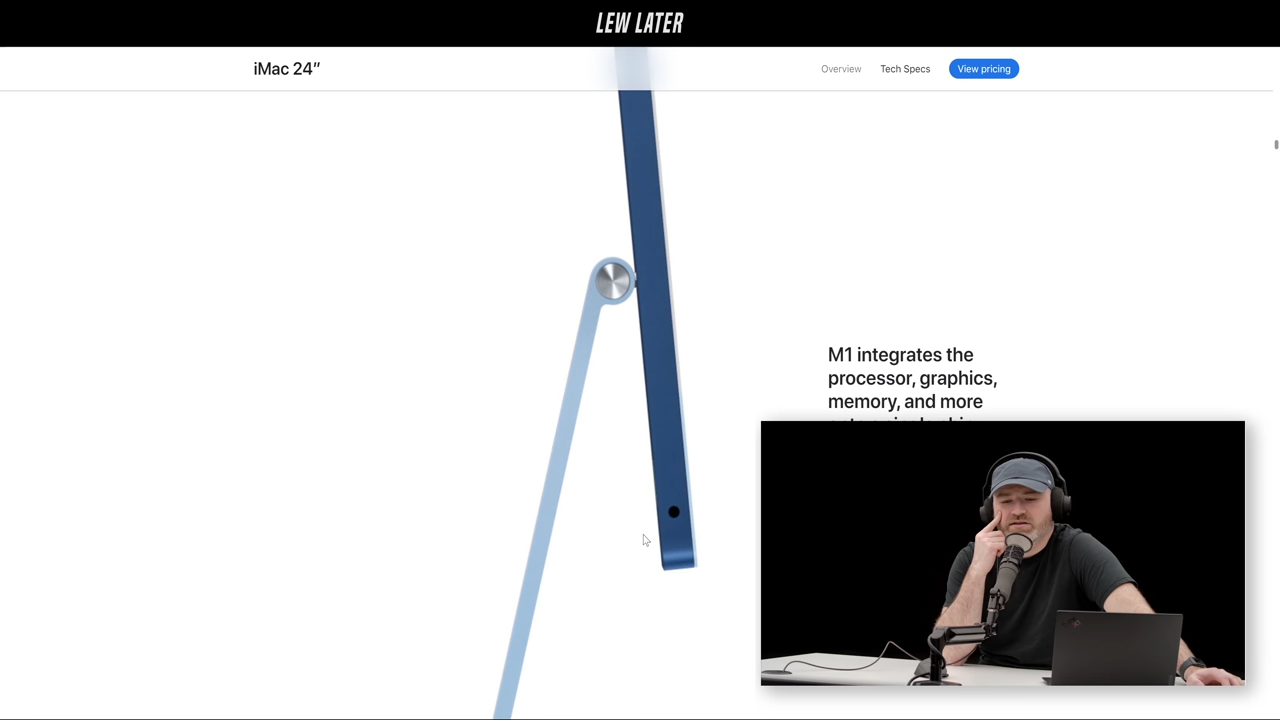 LEW LATER
iMac 24″
Overview
Tech Specs
View pricing
M1 integrates the
processor, graphics,
memory, and more